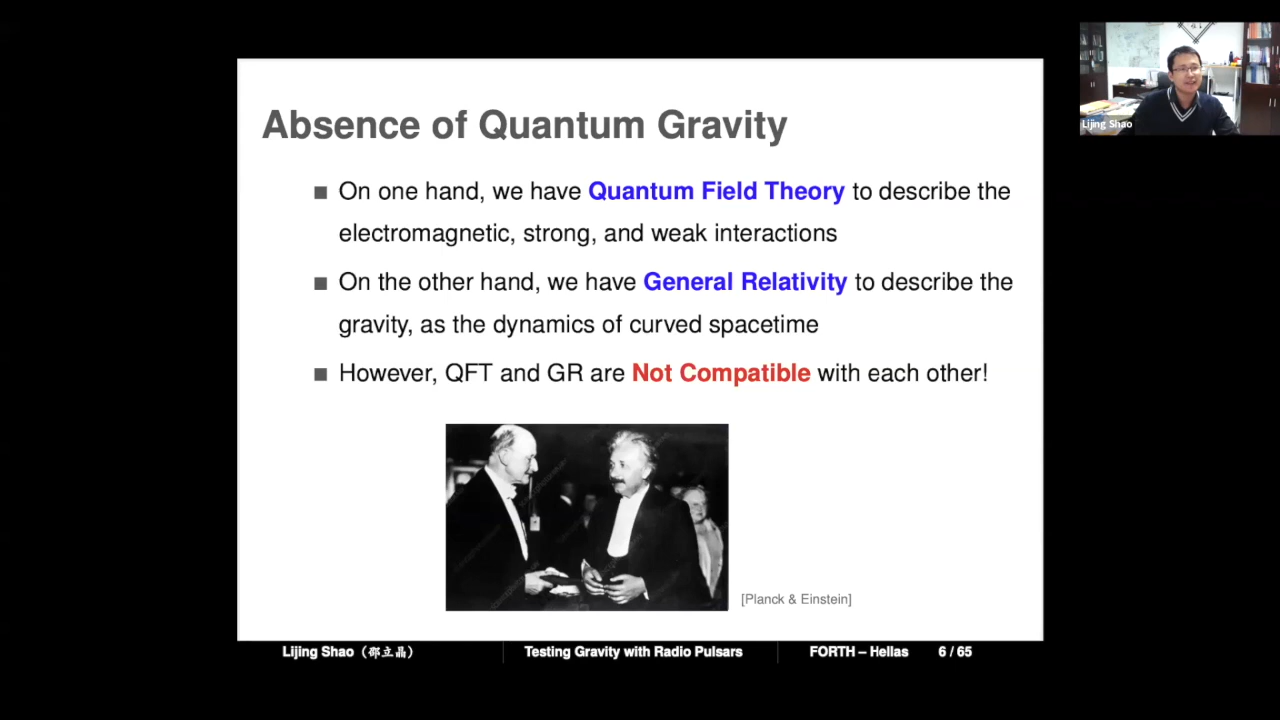 Absence of Quantum Gravity
On one hand, we have Quantum Field Theory to describe the
electromagnetic, strong, and weak interactions
On the other hand, we have General Relativity to describe the
gravity, as the dynamics of curved spacetime
However, QFT and GR are Not Compatible with each other!
[Planck & Einstein]
Lijing Shao (邵立晶)
Testing Gravity with Radio Pulsars
FORTH – Hellas
6 / 65
Lijing Shao